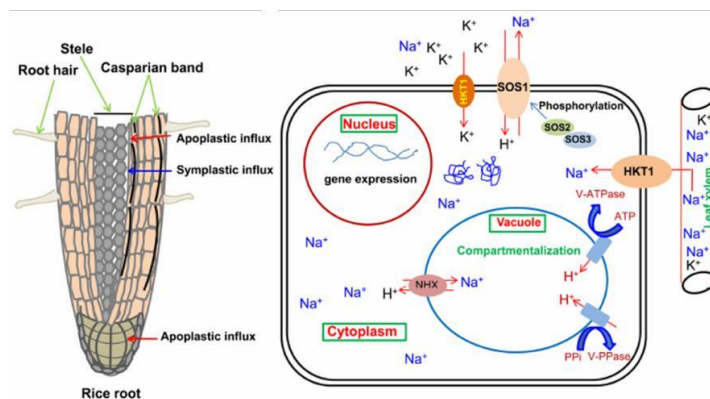 Stele
Root hair
Casparian band
Apoplastic influx
Symplastic influx
Apoplastic influx
Rice root
K⁺
Na⁺
K⁺
K⁺
K⁺
K⁺
Na⁺
HKT1
SOS1
K⁺
H⁺
Phosphorylation
SOS2
SOS3
Nucleus
gene expression
Na⁺
HKT1
K⁺
Na⁺
Na⁺
Na⁺
Na⁺
Na⁺
K⁺
Leaf xylem
Na⁺
Vacuole
Compartmentalization
V-ATPase
ATP
H⁺
Na⁺
Na⁺
Na⁺
H⁺
NHX
Na⁺
H⁺
PPi
V-PPase
Cytoplasm
Na⁺